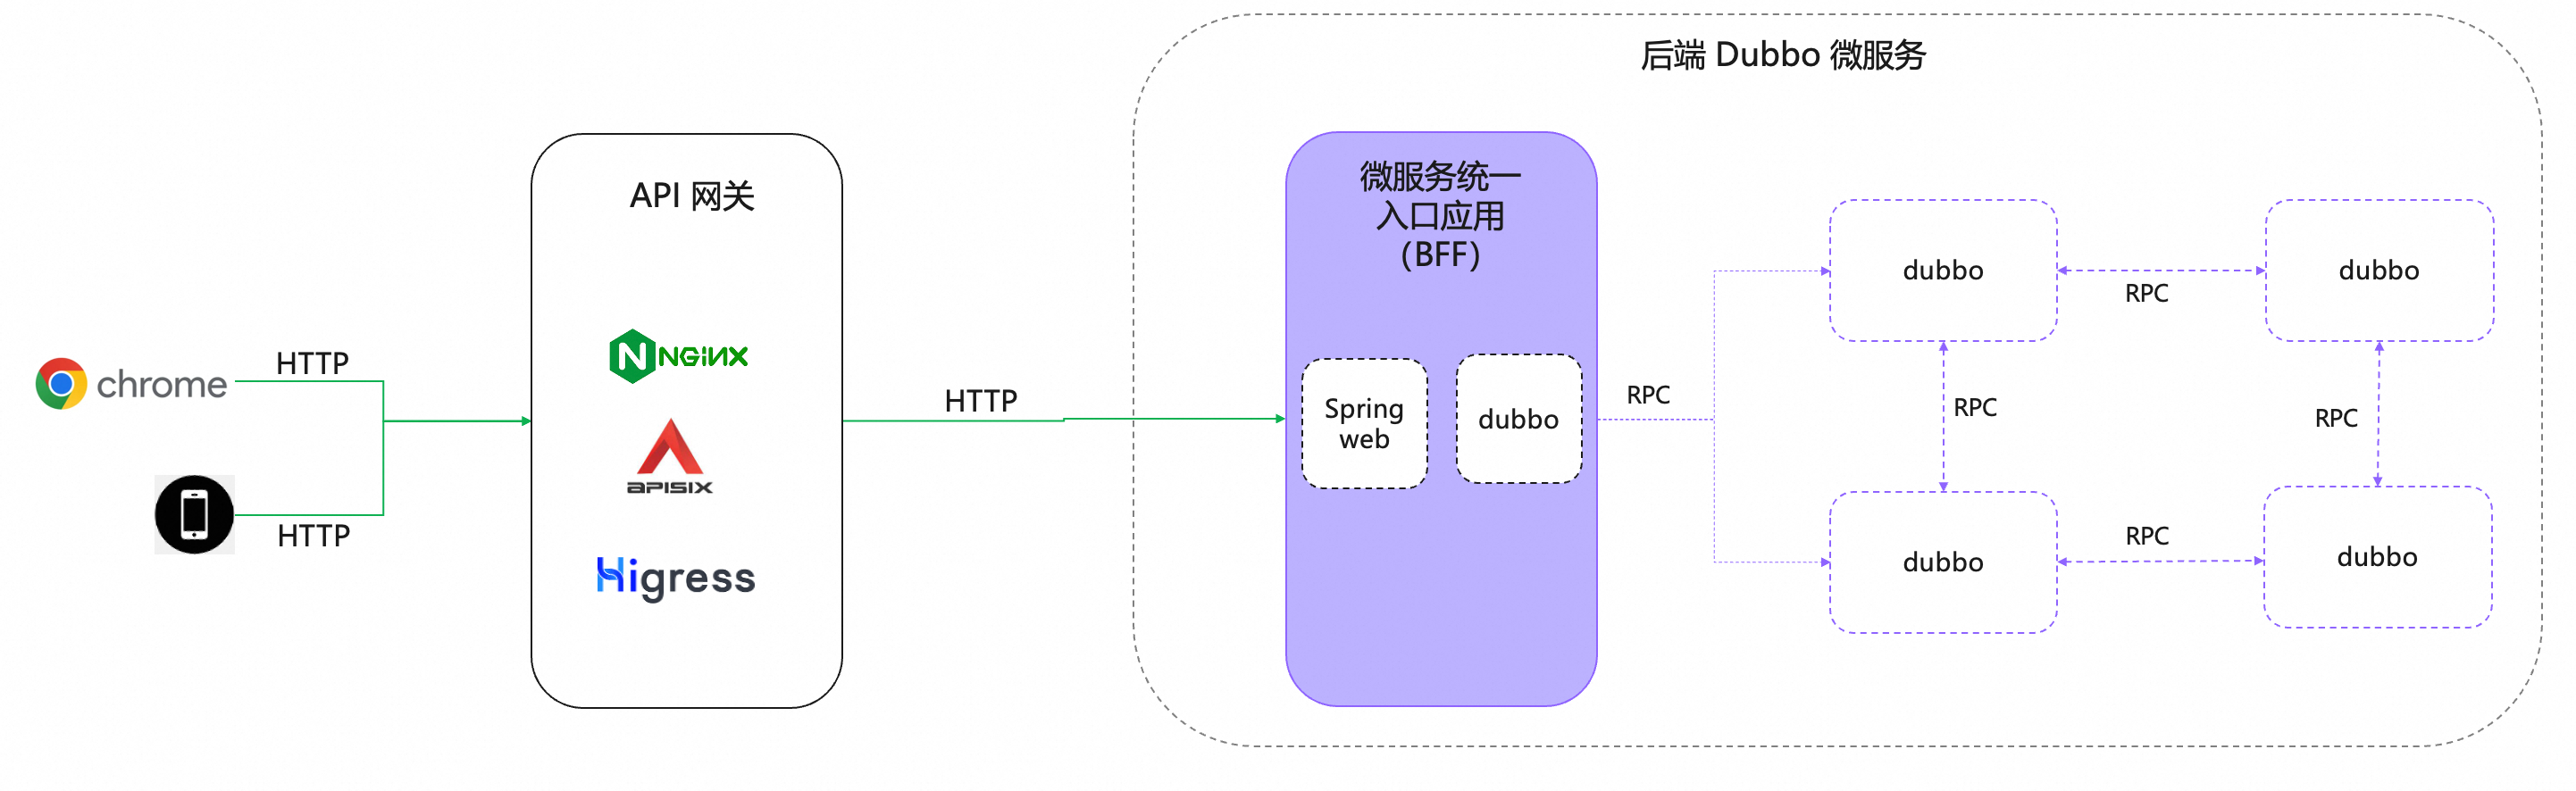 后端 Dubbo 微服务
API 网关
NGINX
APISIX
Higress
chrome
HTTP
HTTP
HTTP
微服务统一
入口应用
（BFF）
Spring
web
dubbo
RPC
dubbo
RPC
dubbo
RPC
RPC
dubbo
RPC
dubbo